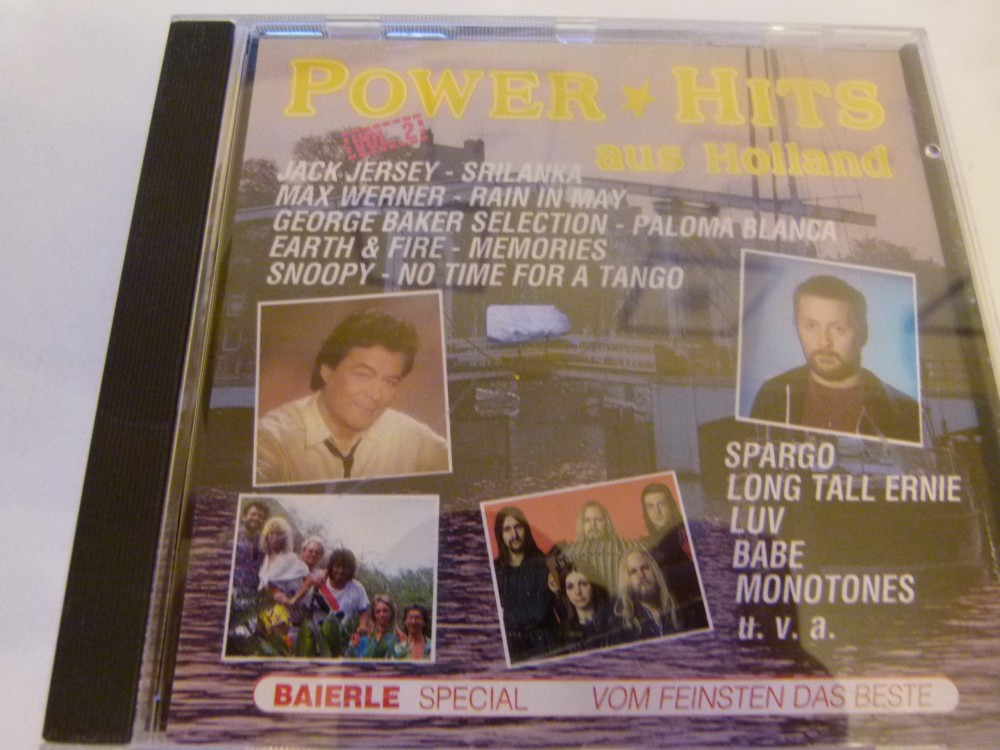 POWER ★ HITS
VOL. 2
aus Holland
JACK JERSEY - SRILANKA
MAX WERNER - RAIN IN MAY
GEORGE BAKER SELECTION - PALOMA BLANCA
EARTH & FIRE - MEMORIES
SNOOPY - NO TIME FOR A TANGO
SPARGO
LONG TALL ERNIE
LUV
BABE
MONOTONES
u. v. a.
BAIERLE SPECIAL VOM FEINSTEN DAS BESTE